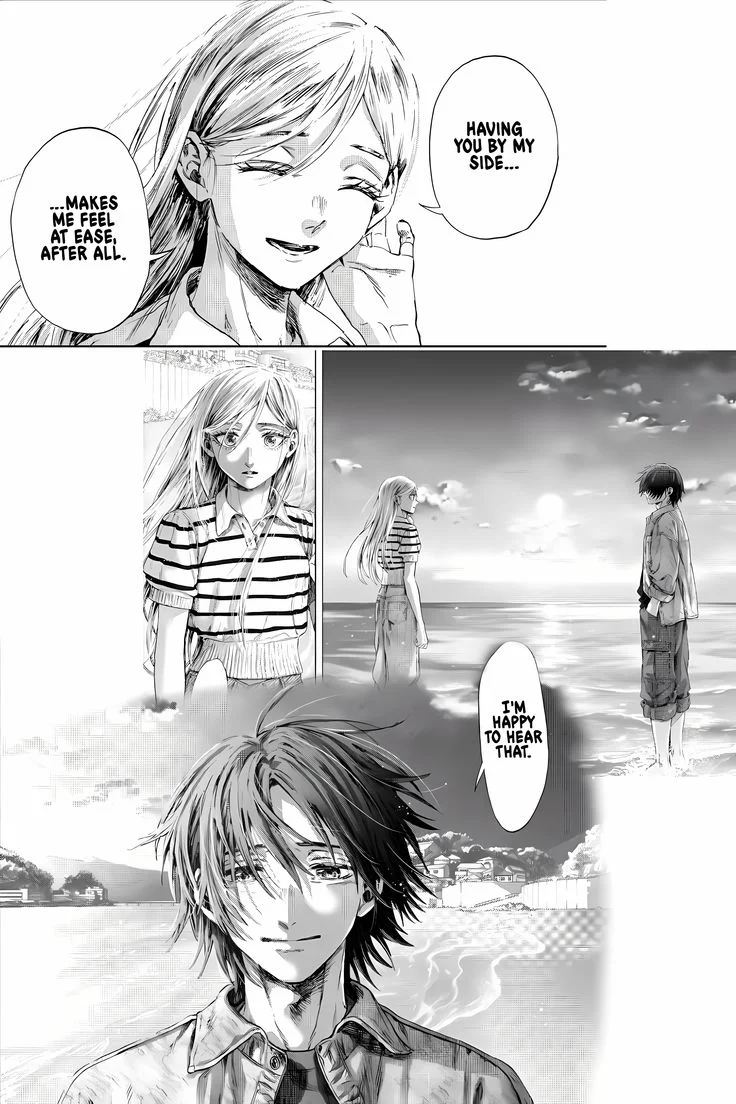 HAVING
YOU BY MY
SIDE...
...MAKES
ME FEEL
AT EASE,
AFTER ALL.
I'M
HAPPY
TO HEAR
THAT.